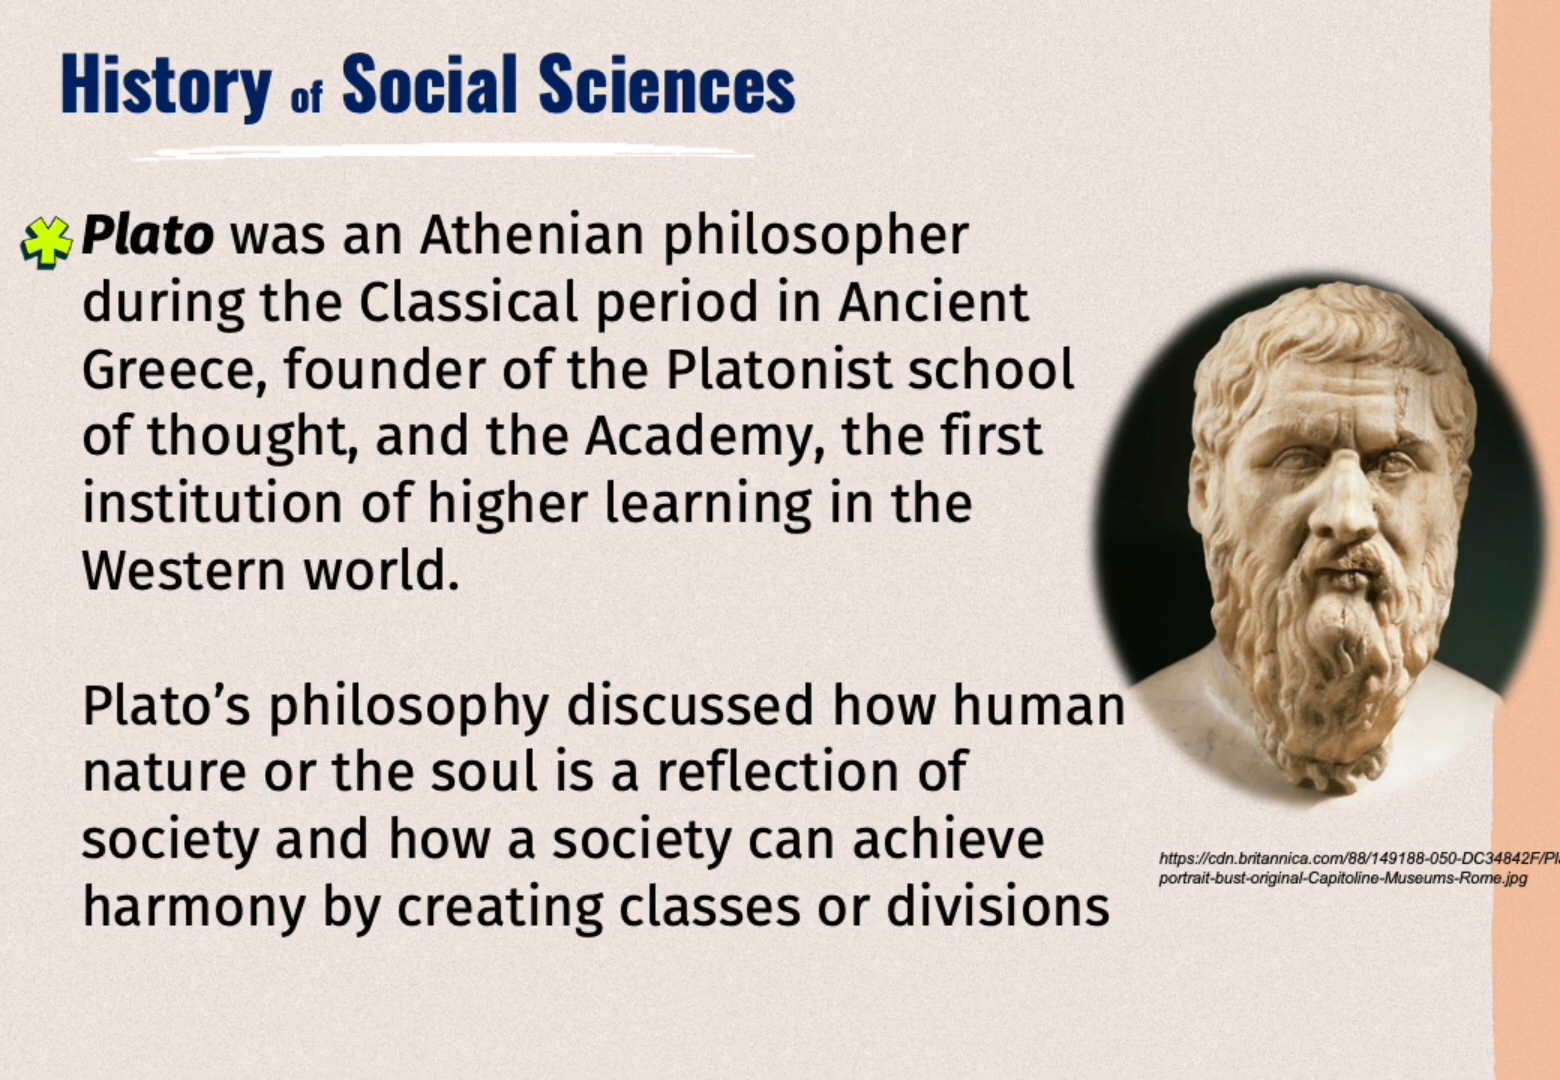 History of Social Sciences
Plato was an Athenian philosopher
during the Classical period in Ancient
Greece, founder of the Platonist school
of thought, and the Academy, the first
institution of higher learning in the
Western world.
Plato’s philosophy discussed how human
nature or the soul is a reflection of
society and how a society can achieve
harmony by creating classes or divisions
https://cdn.britannica.com/88/149188-050-DC34842F/Pl
portrait-bust-original-Capitoline-Museums-Rome.jpg